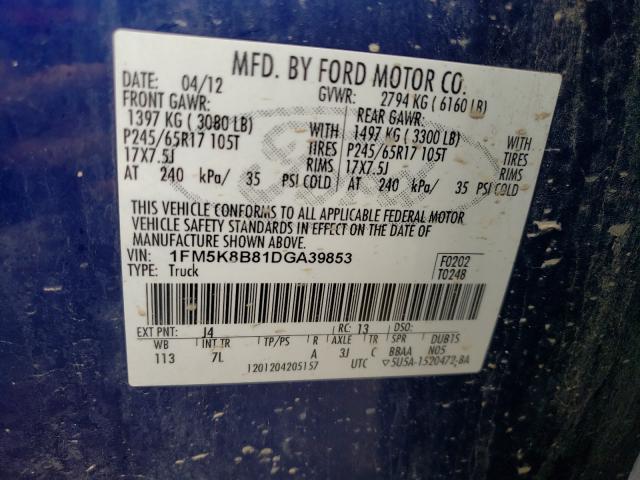 MFD. BY FORD MOTOR CO.
DATE: 04/12 GVWR: 2794 KG (6160 LB)
FRONT GAWR: REAR GAWR:
1397 KG (3080 LB) WITH 1497 KG (3300 LB) WITH
P245/65R17 105T TIRES P245/65R17 105T TIRES
17X7.5J RIMS 17X7.5J RIMS
AT 240 kPa/ 35 PSI COLD AT 240 kPa/ 35 PSI COLD
THIS VEHICLE CONFORMS TO ALL APPLICABLE FEDERAL MOTOR
VEHICLE SAFETY STANDARDS IN EFFECT ON THE DATE OF
MANUFACTURE SHOWN ABOVE.
VIN: 1FM5K8B81DGA39853 F0202
TYPE: Truck T0248
EXT PNT: J4 RC: 13 DSO:
WB INT TR TP/PS R AXLE TR SPR DUBTS
113 7L A 3J C BBAA N05
1201204205157 UTC ▽5U5A-1520472-BA